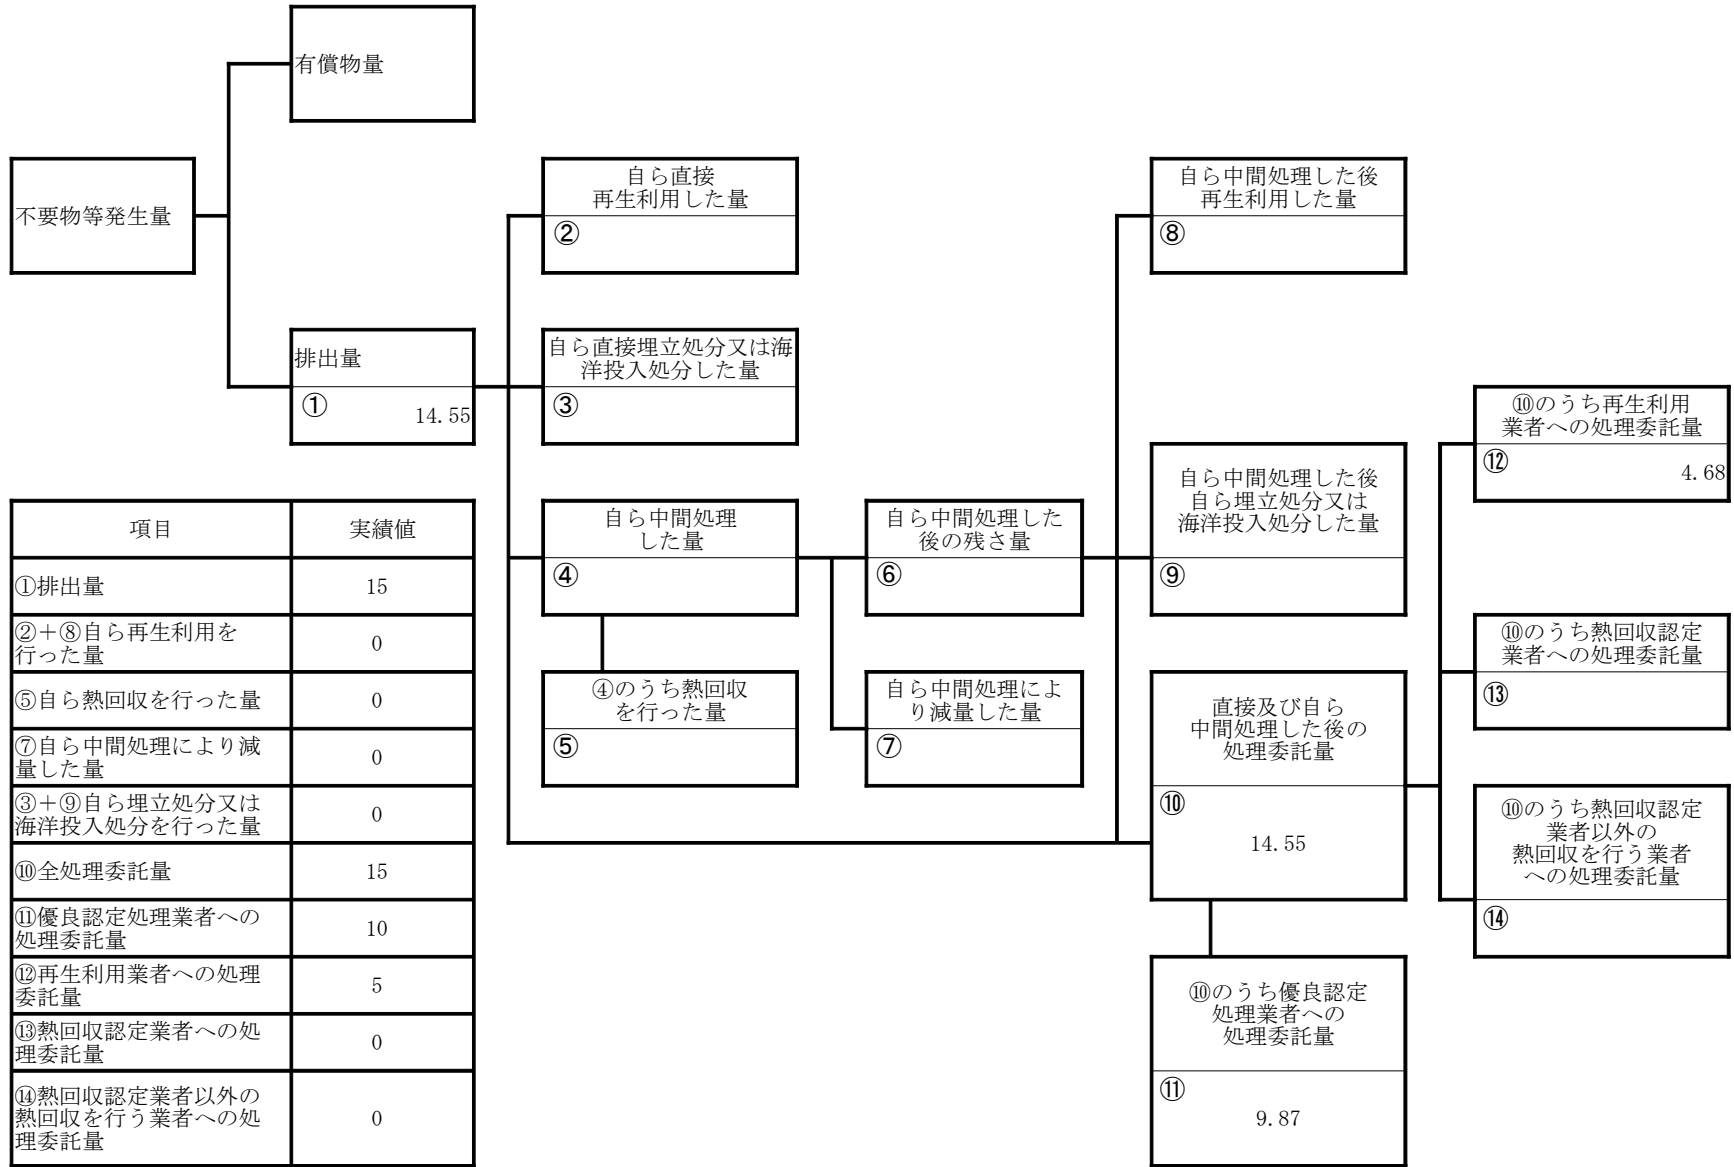 有償物量
不要物等発生量
自ら直接
再生利用した量
②
自ら中間処理した後
再生利用した量
⑧
排出量
①
14.55
自ら直接埋立処分又は海
洋投入処分した量
③
⑩のうち再生利用
業者への処理委託量
⑫
4.68
自ら中間処理
した量
④
自ら中間処理した
後の残さ量
⑥
自ら中間処理した後
自ら埋立処分又は
海洋投入処分した量
⑨
⑩のうち熱回収認定
業者への処理委託量
⑬
④のうち熱回収
を行った量
⑤
自ら中間処理によ
り減量した量
⑦
直接及び自ら
中間処理した後の
処理委託量
⑩
14.55
⑩のうち熱回収認定
業者以外の
熱回収を行う業者
への処理委託量
⑭
⑩のうち優良認定
処理業者への
処理委託量
⑪
9.87
項目 実績値
①排出量 15
②+⑧自ら再生利用を
行った量 0
⑤自ら熱回収を行った量 0
⑦自ら中間処理により減
量した量 0
③+⑨自ら埋立処分又は
海洋投入処分を行った量 0
⑩全処理委託量 15
⑪優良認定処理業者への
処理委託量 10
⑫再生利用業者への処理
委託量 5
⑬熱回収認定業者への処
理委託量 0
⑭熱回収認定業者以外の
熱回収を行う業者への処
理委託量 0